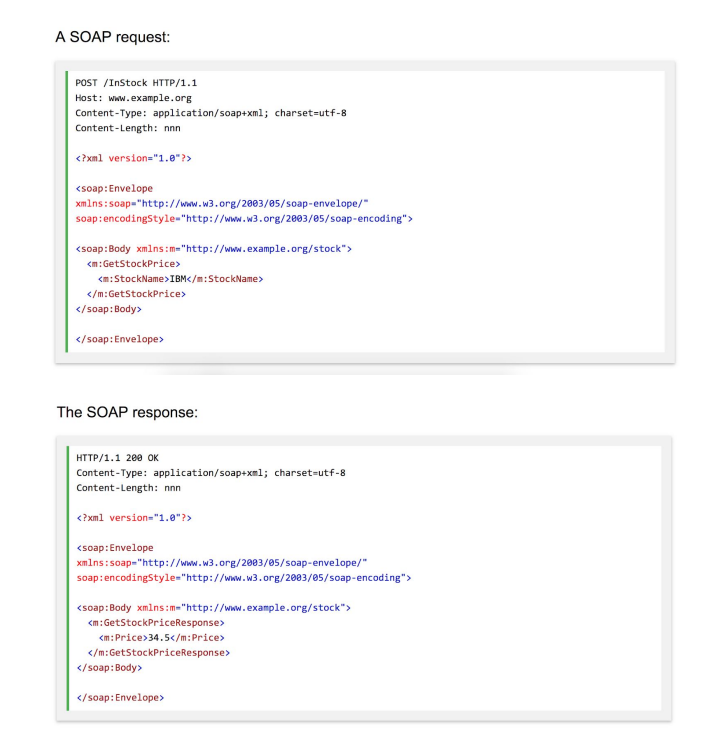 A SOAP request:
POST /InStock HTTP/1.1
Host: www.example.org
Content-Type: application/soap+xml; charset=utf-8
Content-Length: nnn
<?xml version="1.0"?>
<soap:Envelope
xmlns:soap="http://www.w3.org/2003/05/soap-envelope/"
soap:encodingStyle="http://www.w3.org/2003/05/soap-encoding">
<soap:Body xmlns:m="http://www.example.org/stock">
  <m:GetStockPrice>
    <m:StockName>IBM</m:StockName>
  </m:GetStockPrice>
</soap:Body>
</soap:Envelope>
The SOAP response:
HTTP/1.1 200 OK
Content-Type: application/soap+xml; charset=utf-8
Content-Length: nnn
<?xml version="1.0"?>
<soap:Envelope
xmlns:soap="http://www.w3.org/2003/05/soap-envelope/"
soap:encodingStyle="http://www.w3.org/2003/05/soap-encoding">
<soap:Body xmlns:m="http://www.example.org/stock">
  <m:GetStockPriceResponse>
    <m:Price>34.5</m:Price>
  </m:GetStockPriceResponse>
</soap:Body>
</soap:Envelope>